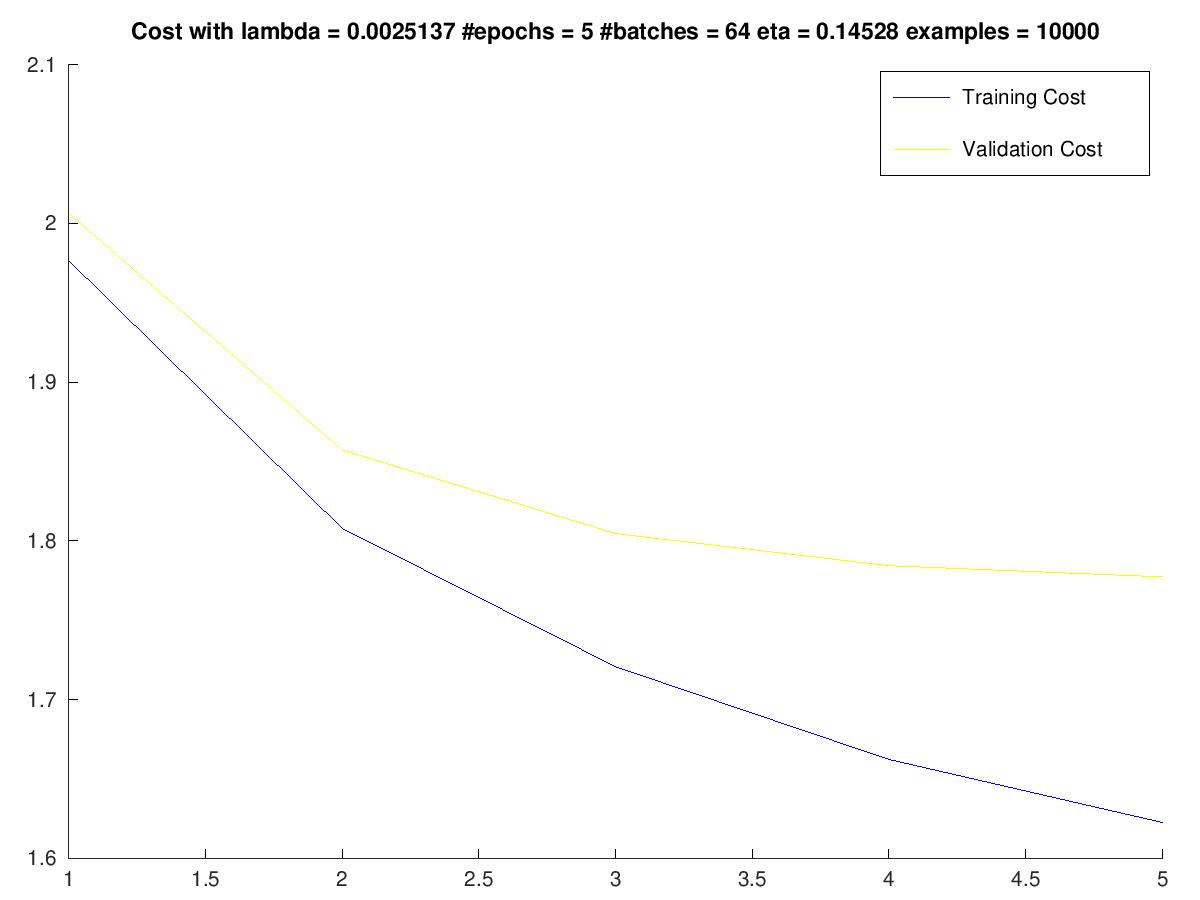 Cost with lambda = 0.0025137 #epochs = 5 #batches = 64 eta = 0.14528 examples = 10000
2.1
Training Cost
Validation Cost
2
1.9
1.8
1.7
1.6
1 1.5 2 2.5 3 3.5 4 4.5 5